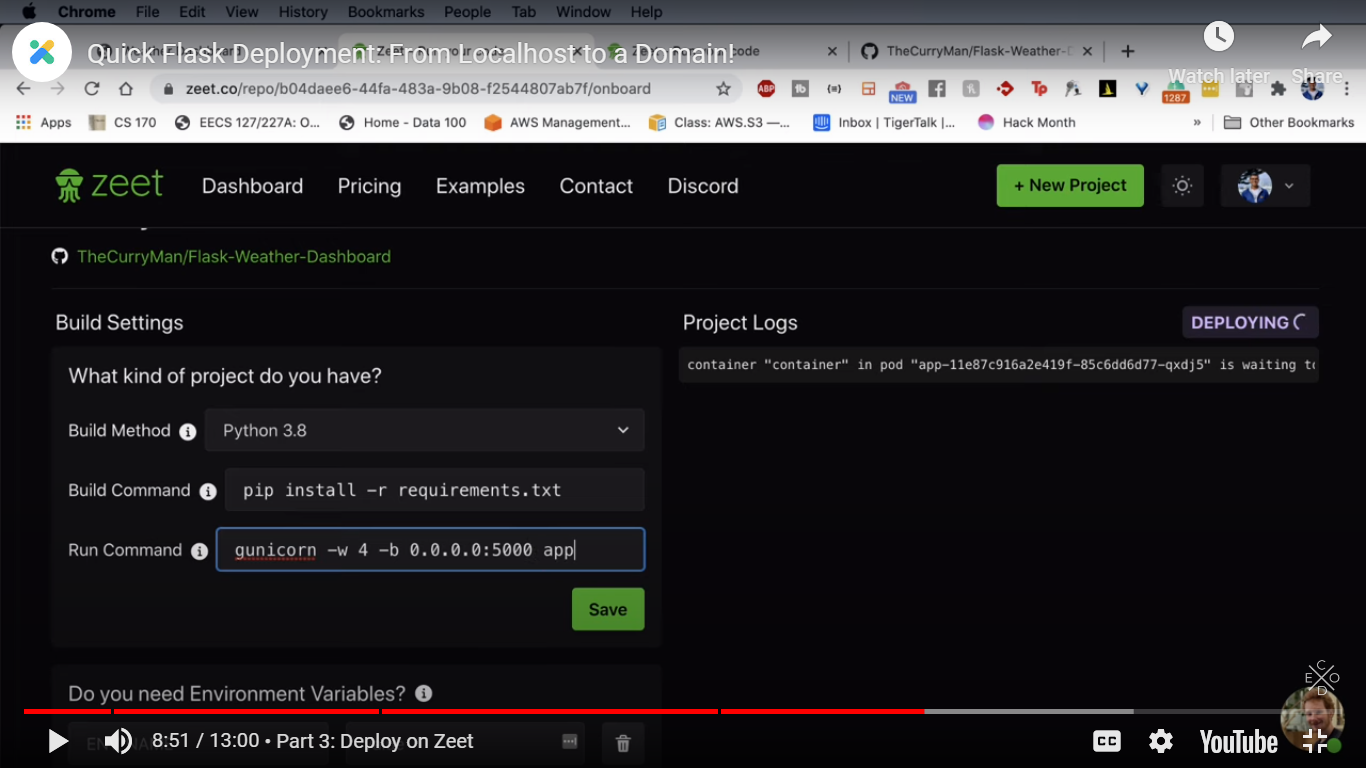 Chrome File Edit View History Bookmarks People Tab Window Help
Quick Flask Deployment: From Localhost to a Domain!
code
TheCurryMan/Flask-Weather-D
Watch later
Share
zeet.co/repo/b04daee6-44fa-483a-9b08-f2544807ab7f/onboard
ABP
NEW
Tp
1287
Apps CS 170 EECS 127/227A: O... Home - Data 100 AWS Management... Class: AWS.S3 —... Inbox | TigerTalk |... Hack Month » Other Bookmarks
zeet Dashboard Pricing Examples Contact Discord + New Project
TheCurryMan/Flask-Weather-Dashboard
Build Settings
Project Logs
DEPLOYING
container "container" in pod "app-11e87c916a2e419f-85c6dd6d77-qxdj5" is waiting to
What kind of project do you have?
Build Method Python 3.8
Build Command pip install -r requirements.txt
Run Command gunicorn -w 4 -b 0.0.0.0:5000 app
Save
Do you need Environment Variables?
CODE
8:51 / 13:00 • Part 3: Deploy on Zeet
CC
YouTube